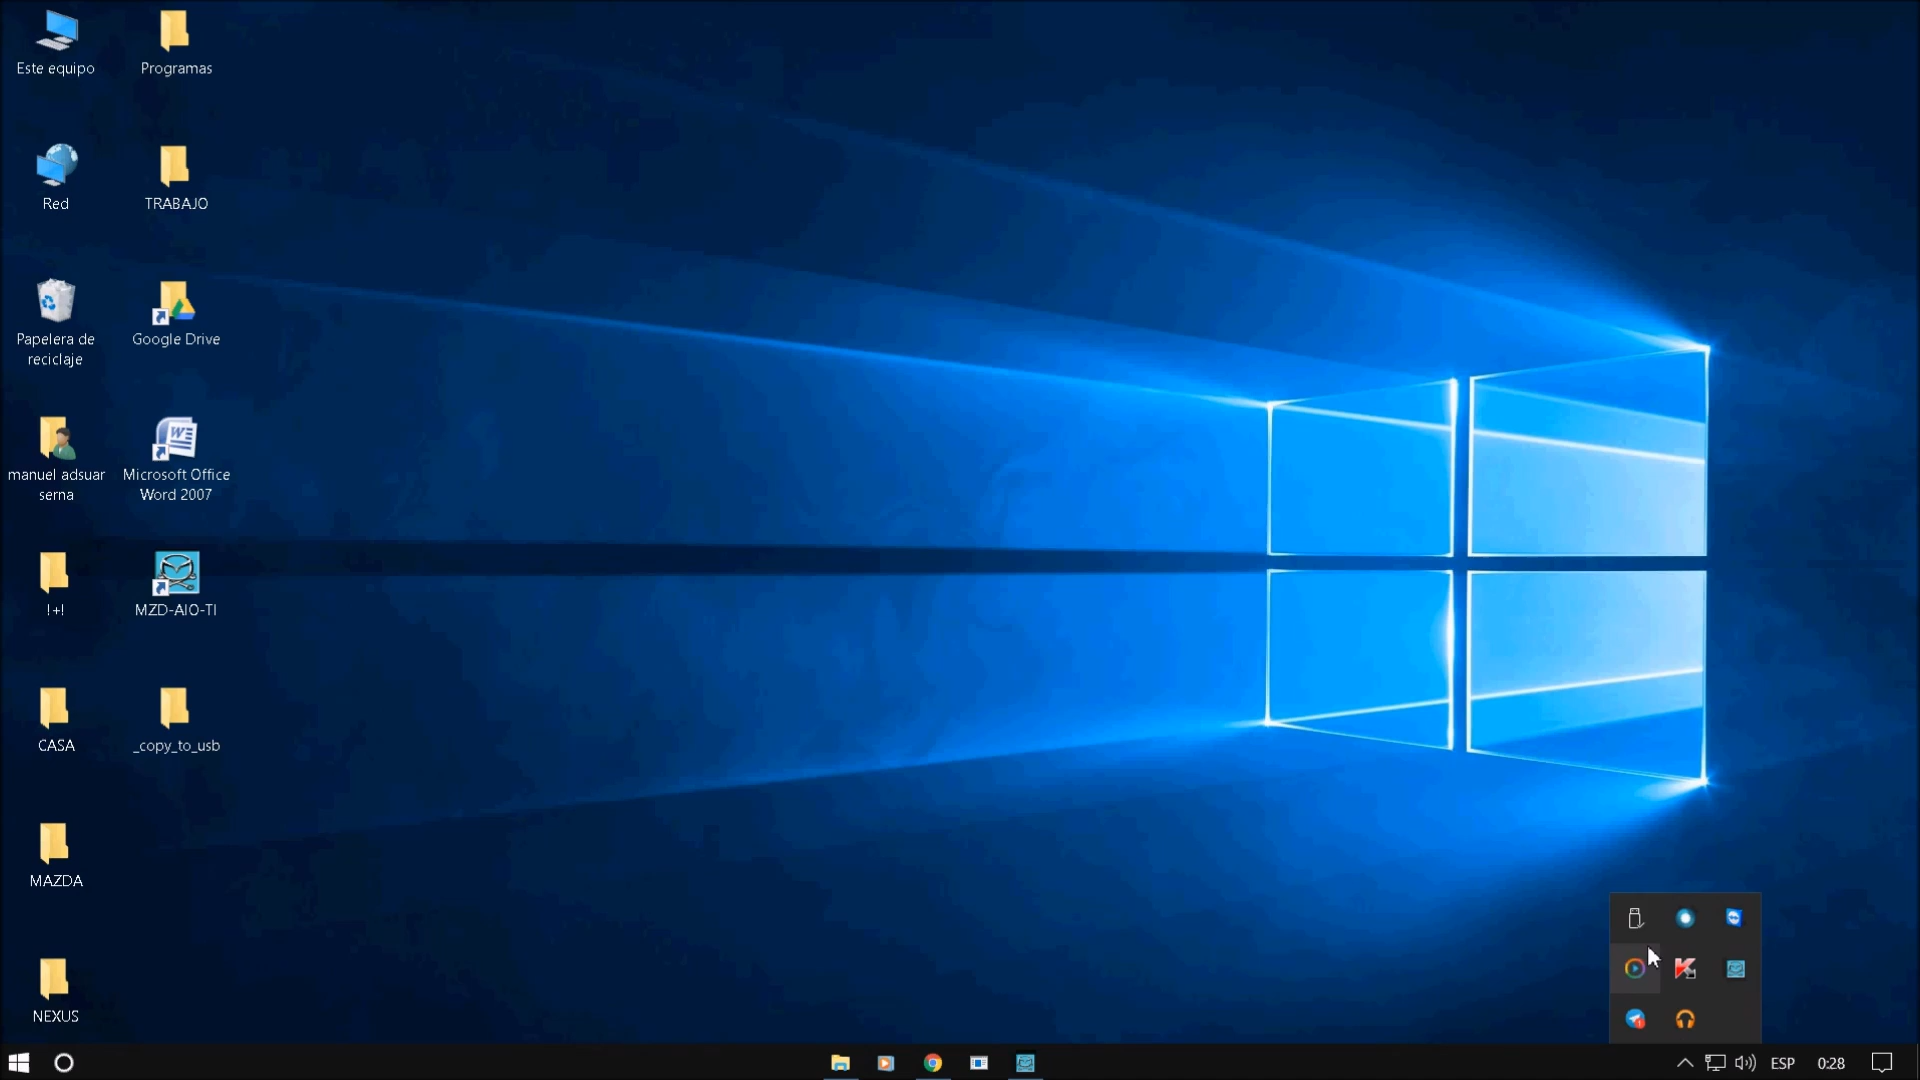 Este equipo
Programas
Red
TRABAJO
Papelera de
reciclaje
Google Drive
manuel adsuar
serna
Microsoft Office
Word 2007
!+!
MZD-AIO-TI
CASA
_copy_to_usb
MAZDA
NEXUS
ESP
0:28